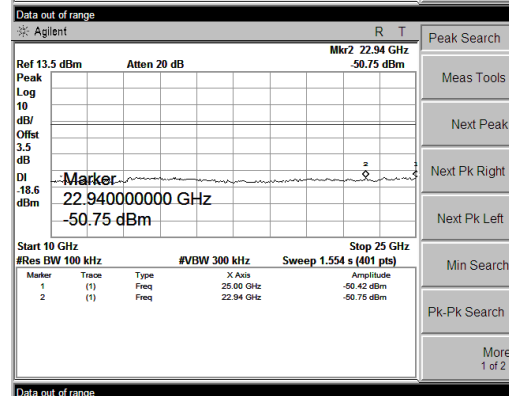 Data out of range
Agilent R T
Peak Search
Mkr2 22.94 GHz
Ref 13.5 dBm Atten 20 dB -50.75 dBm
Peak
Log
10
dB/
Offst
3.5
dB
DI
-18.6
dBm
2 1
Marker
22.940000000 GHz
-50.75 dBm
Start 10 GHz Stop 25 GHz
#Res BW 100 kHz #VBW 300 kHz Sweep 1.554 s (401 pts)
Marker Trace Type X Axis Amplitude
1 (1) Freq 25.00 GHz -50.42 dBm
2 (1) Freq 22.94 GHz -50.75 dBm
Meas Tools
Next Peak
Next Pk Right
Next Pk Left
Min Search
Pk-Pk Search
More
1 of 2
Data out of range